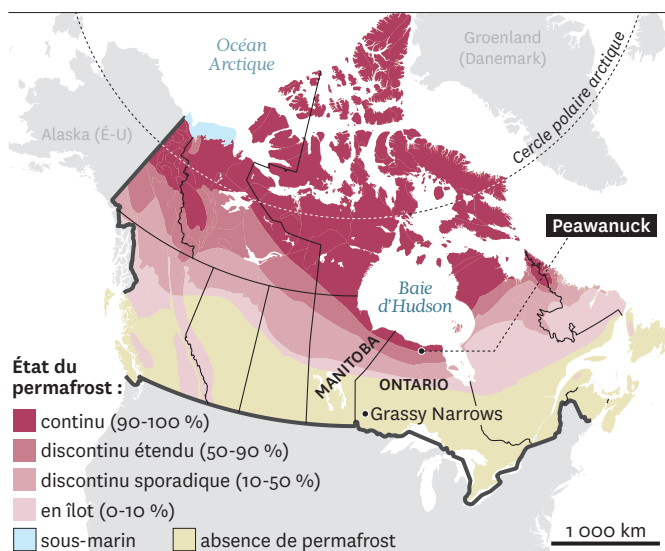 Océan
Arctique
Groenland
(Danemark)
Alaska (É-U)
Cercle polaire arctique
Peawanuck
Baie
d'Hudson
MANITOBA
ONTARIO
Grassy Narrows
État du
permafrost :
continu (90-100 %)
discontinu étendu (50-90 %)
discontinu sporadique (10-50 %)
en îlot (0-10 %)
sous-marin
absence de permafrost
1 000 km